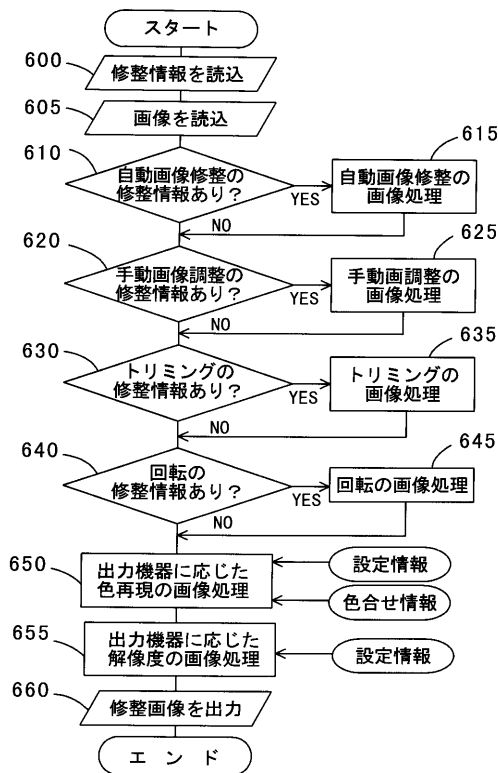 スタート
600
修整情報を読込
605
画像を読込
610
自動画像修整の
修整情報あり？
YES
NO
615
自動画像修整の
画像処理
620
手動画像調整の
修整情報あり？
YES
NO
625
手動画調整の
画像処理
630
トリミングの
修整情報あり？
YES
NO
635
トリミングの
画像処理
640
回転の
修整情報あり？
YES
NO
645
回転の画像処理
650
出力機器に応じた
色再現の画像処理
設定情報
色合せ情報
655
出力機器に応じた
解像度の画像処理
設定情報
660
修整画像を出力
エ ン ド